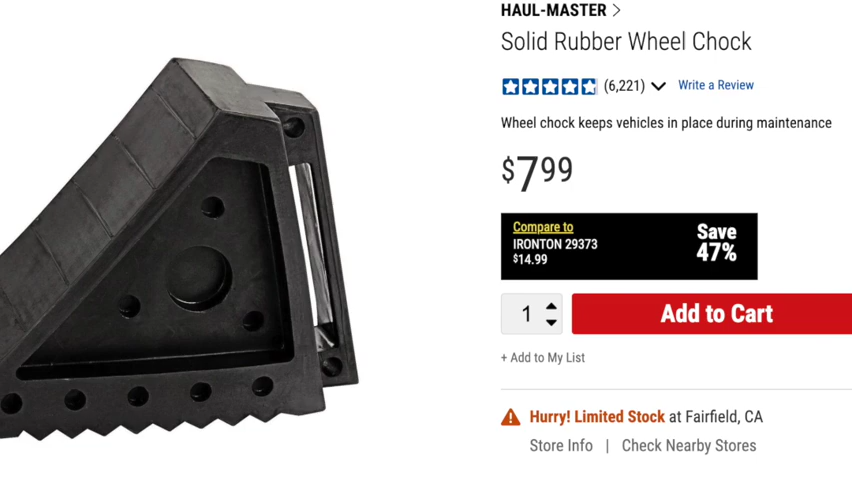 HAUL-MASTER
Solid Rubber Wheel Chock
(6,221) Write a Review
Wheel chock keeps vehicles in place during maintenance
$799
Compare to
IRONTON 29373
$14.99
Save
47%
1
Add to Cart
+ Add to My List
Hurry! Limited Stock at Fairfield, CA
Store Info | Check Nearby Stores